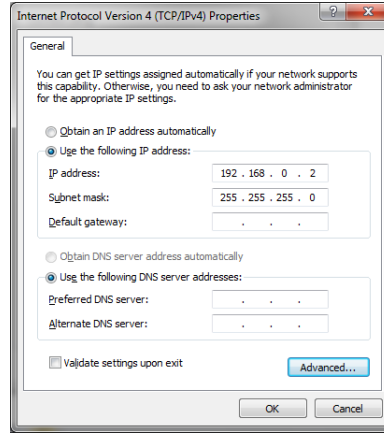 Internet Protocol Version 4 (TCP/IPv4) Properties
General
You can get IP settings assigned automatically if your network supports
this capability. Otherwise, you need to ask your network administrator
for the appropriate IP settings.
Obtain an IP address automatically
Use the following IP address:
IP address: 192 . 168 . 0 . 2
Subnet mask: 255 . 255 . 255 . 0
Default gateway: . . .
Obtain DNS server address automatically
Use the following DNS server addresses:
Preferred DNS server: . . .
Alternate DNS server: . . .
Validate settings upon exit
Advanced...
OK Cancel